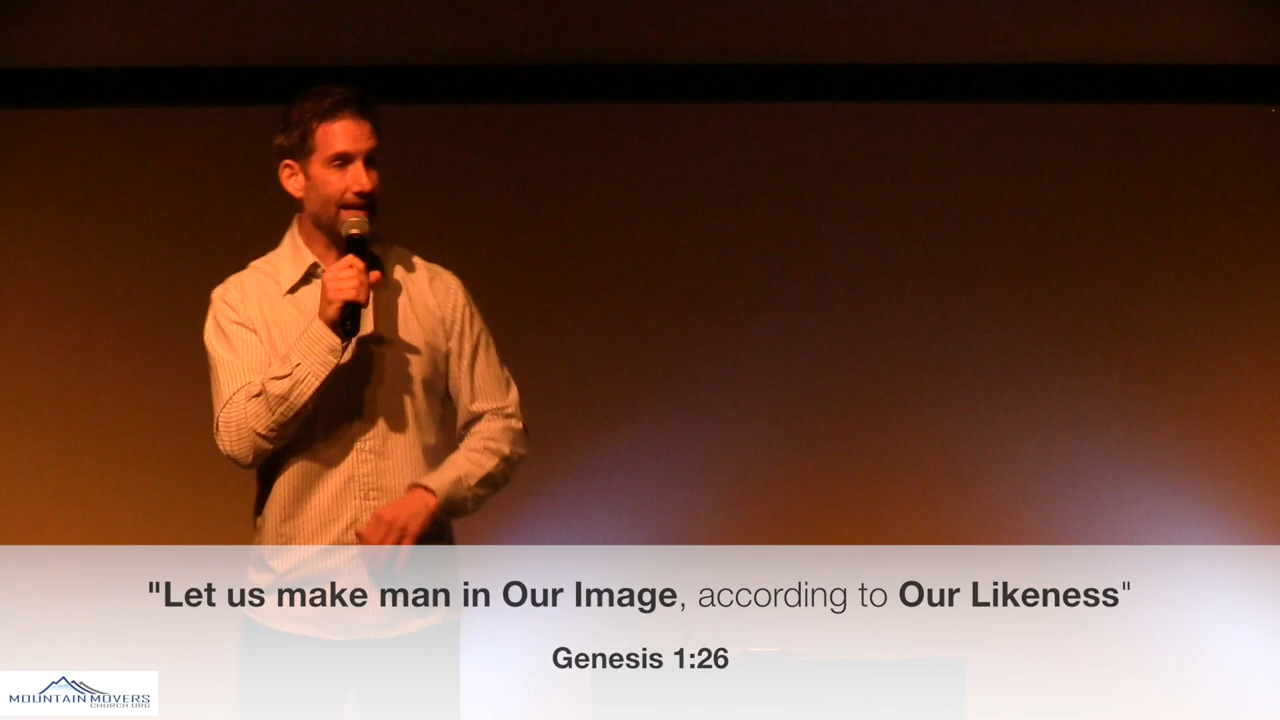 "Let us make man in Our Image, according to Our Likeness"
Genesis 1:26
MOUNTAIN MOVERS
CHURCH.ORG